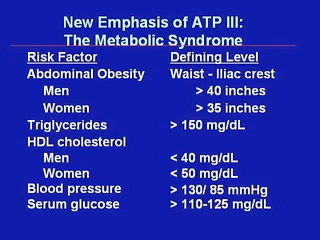 New Emphasis of ATP III:
The Metabolic Syndrome
Risk Factor Defining Level
Abdominal Obesity Waist - Iliac crest
Men > 40 inches
Women > 35 inches
Triglycerides > 150 mg/dL
HDL cholesterol
Men < 40 mg/dL
Women < 50 mg/dL
Blood pressure > 130/ 85 mmHg
Serum glucose > 110-125 mg/dL